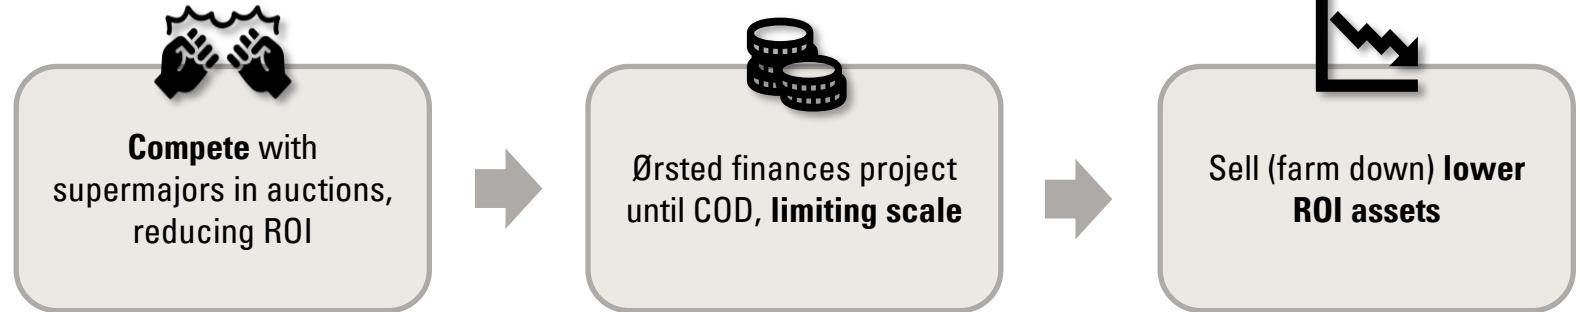 Compete with
supermajors in auctions,
reducing ROI
Ørsted finances project
until COD, limiting scale
Sell (farm down) lower
ROI assets